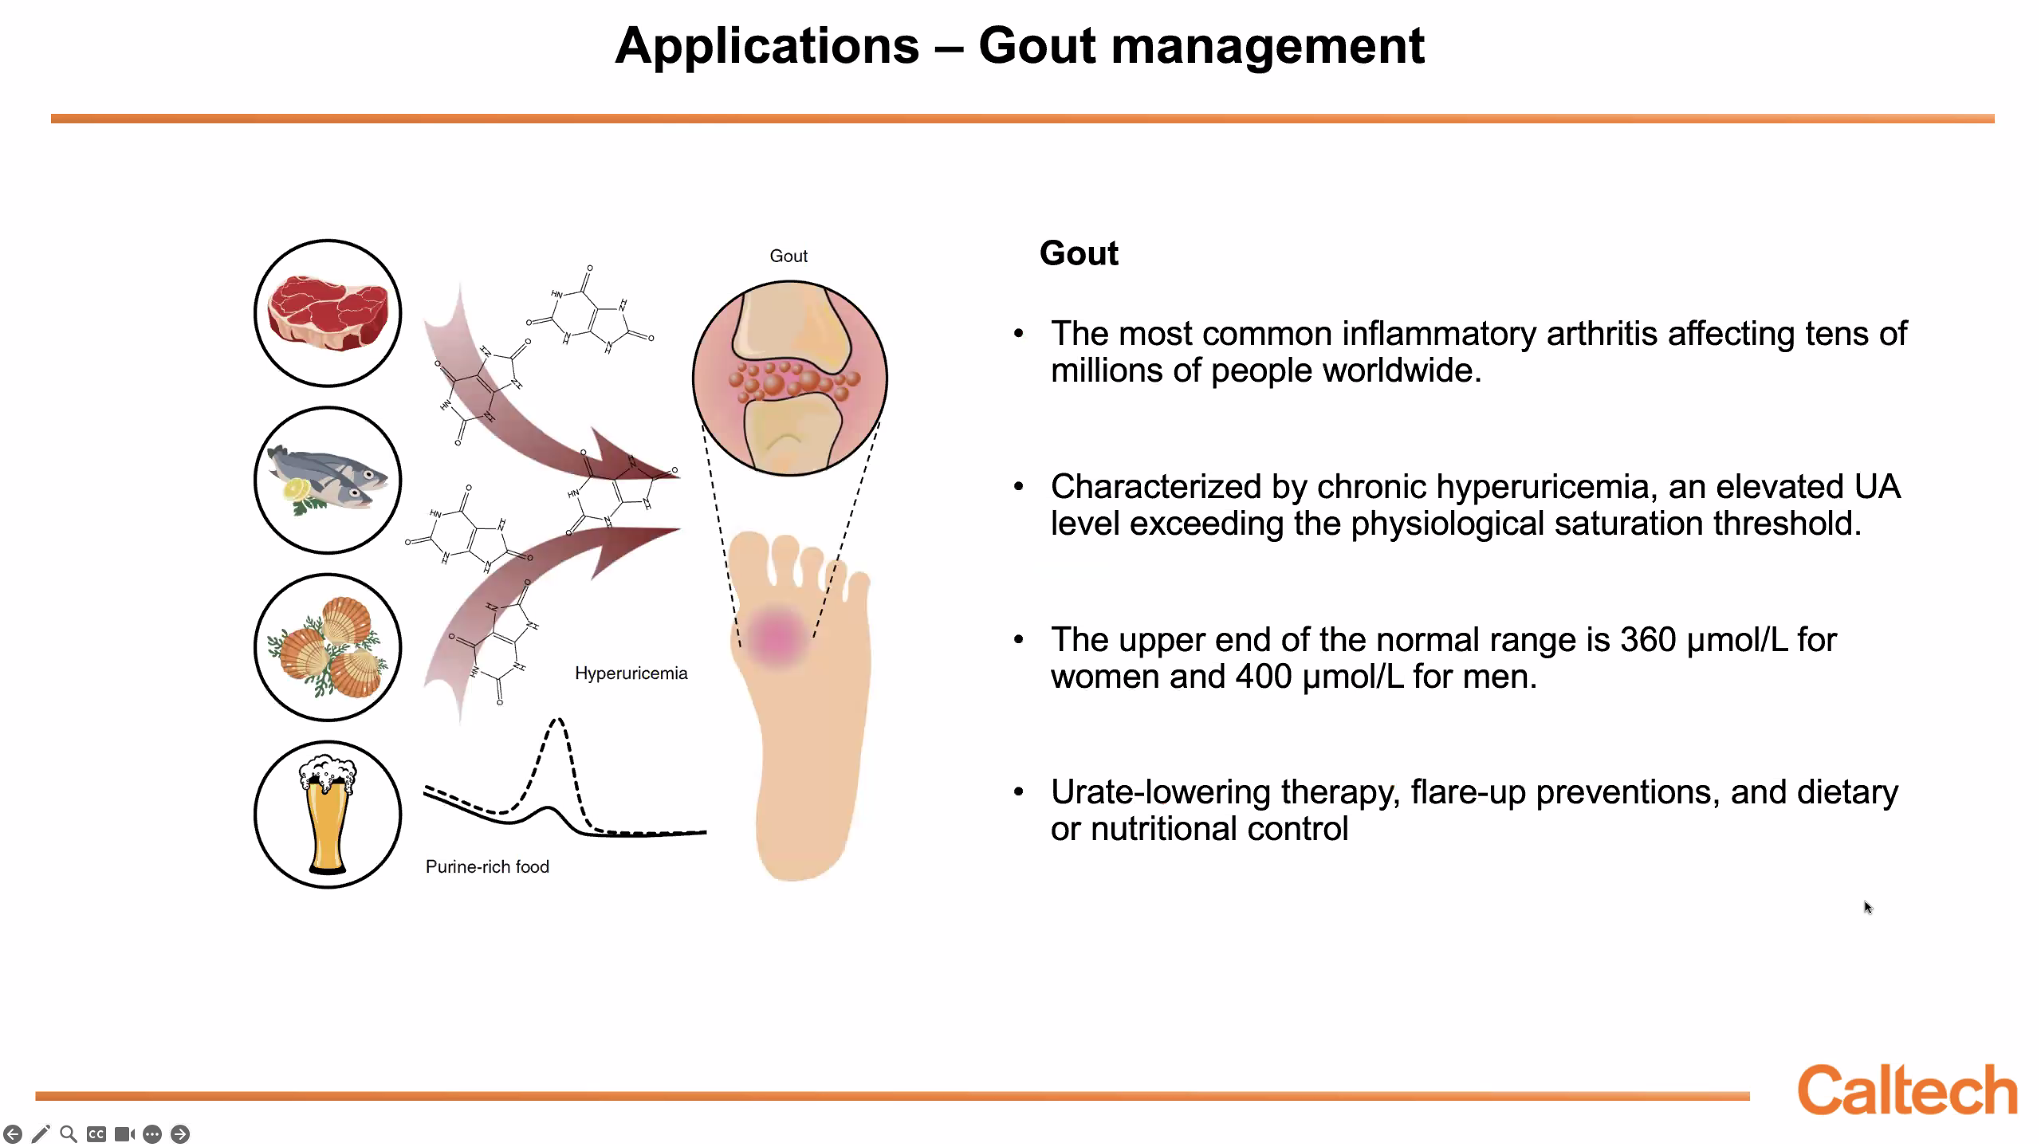 Applications – Gout management
Gout
Hyperuricemia
Purine-rich food
Gout
• The most common inflammatory arthritis affecting tens of
millions of people worldwide.
• Characterized by chronic hyperuricemia, an elevated UA
level exceeding the physiological saturation threshold.
• The upper end of the normal range is 360 μmol/L for
women and 400 μmol/L for men.
• Urate-lowering therapy, flare-up preventions, and dietary
or nutritional control
Caltech
CC